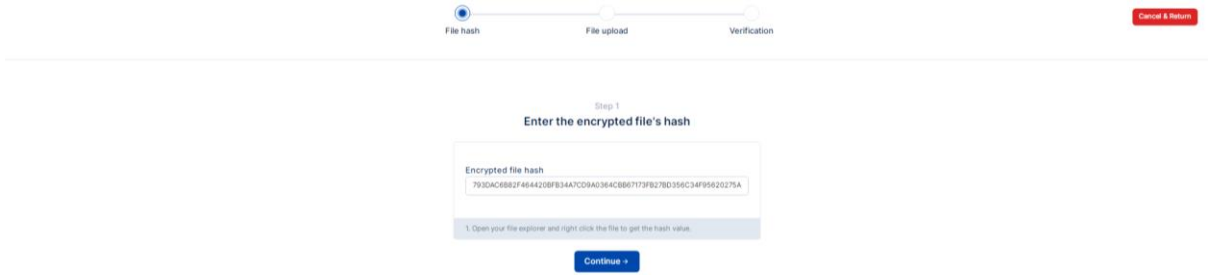 File hash
File upload
Verification
Cancel & Return
Step 1
Enter the encrypted file's hash
Encrypted file hash
793DAC6B82F464420BFB34A7CD9A0364CBB67173FB27BD356C34F95620275A
1. Open your file explorer and right click the file to get the hash value.
Continue →